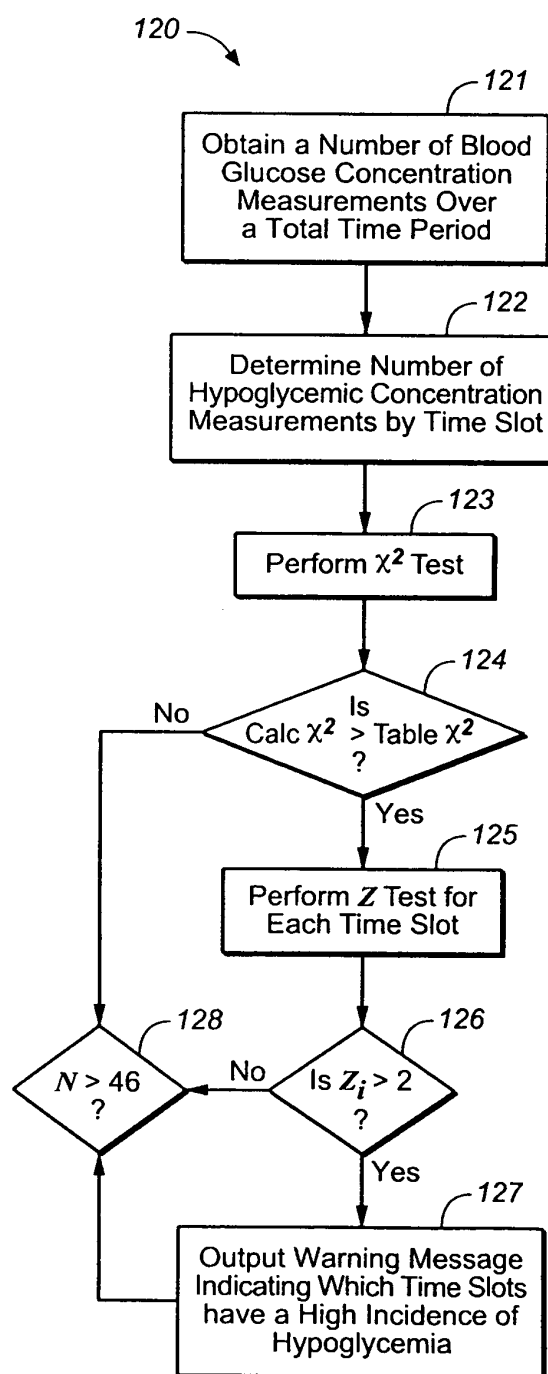 120
121
Obtain a Number of Blood
Glucose Concentration
Measurements Over
a Total Time Period
122
Determine Number of
Hypoglycemic Concentration
Measurements by Time Slot
123
Perform χ² Test
124
Is
Calc χ² > Table χ²
?
No
Yes
125
Perform Z Test for
Each Time Slot
126
Is Zᵢ > 2
?
No
Yes
128
N > 46
?
127
Output Warning Message
Indicating Which Time Slots
have a High Incidence of
Hypoglycemia